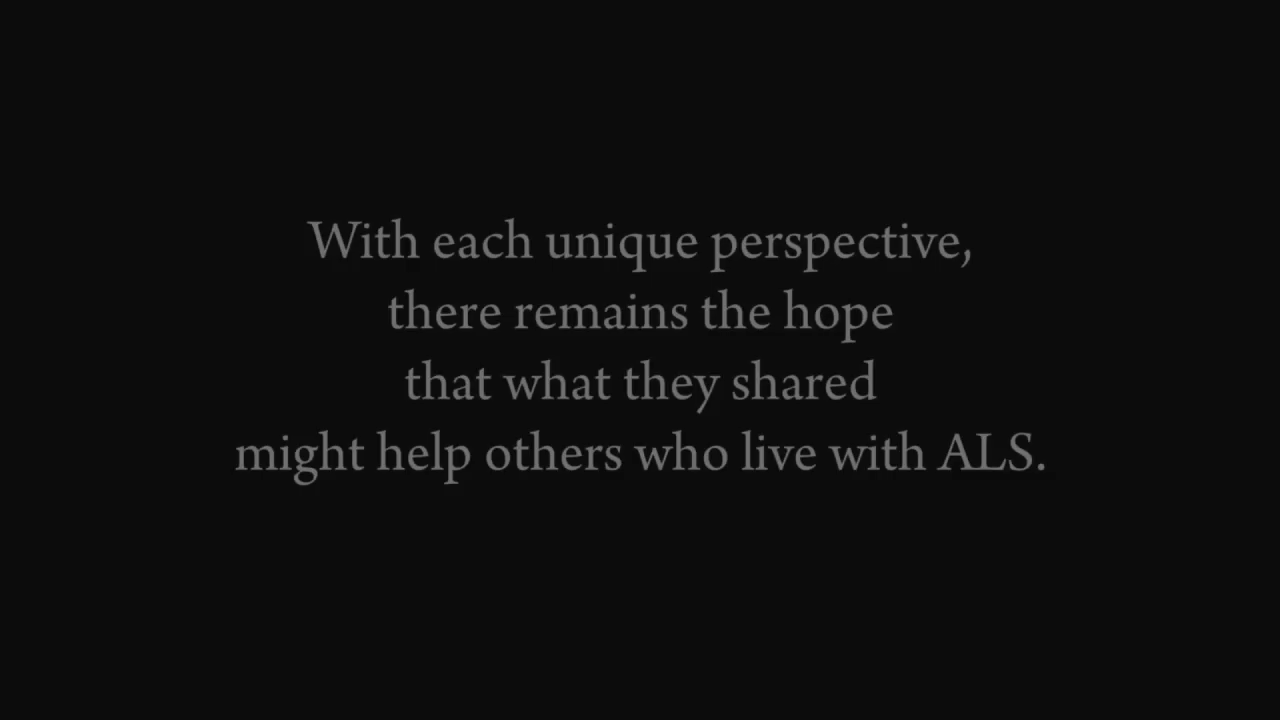 With each unique perspective,
there remains the hope
that what they shared
might help others who live with ALS.